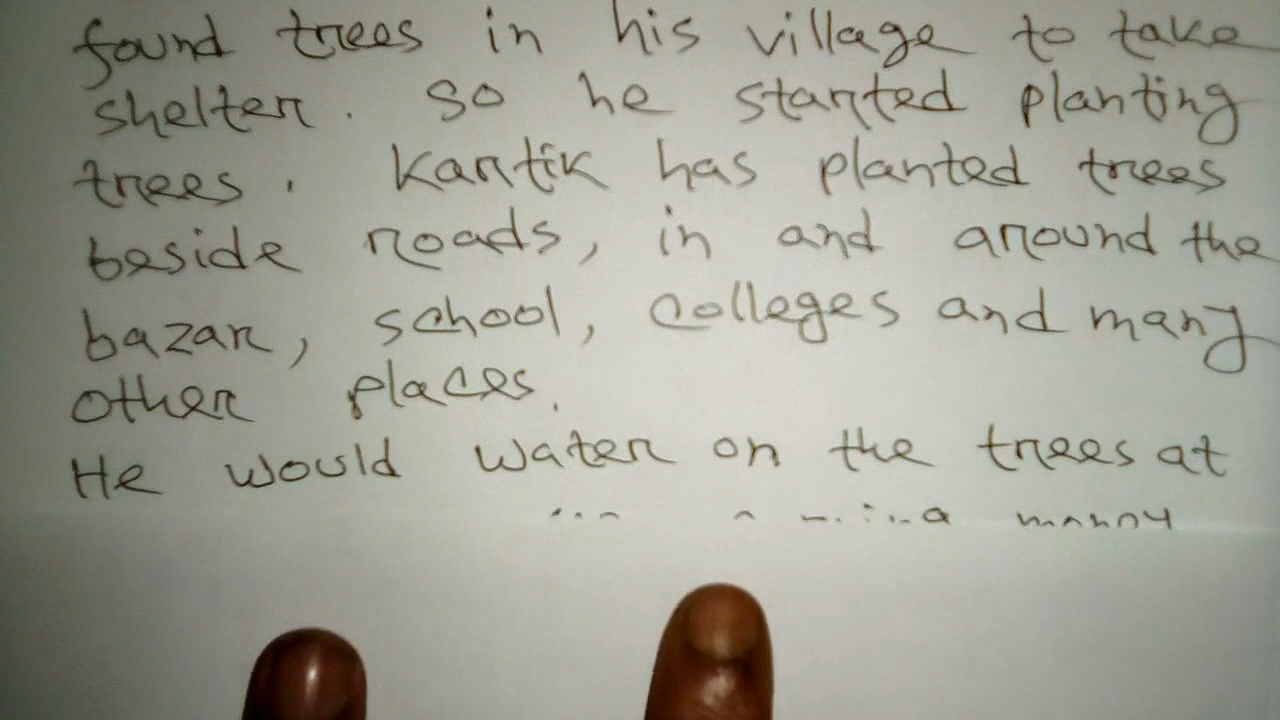 found trees in his village to take
shelter. So he started planting
trees. Kartik has planted trees
beside roads, in and around the
bazar, school, colleges and many
other places.
He would water on the trees at